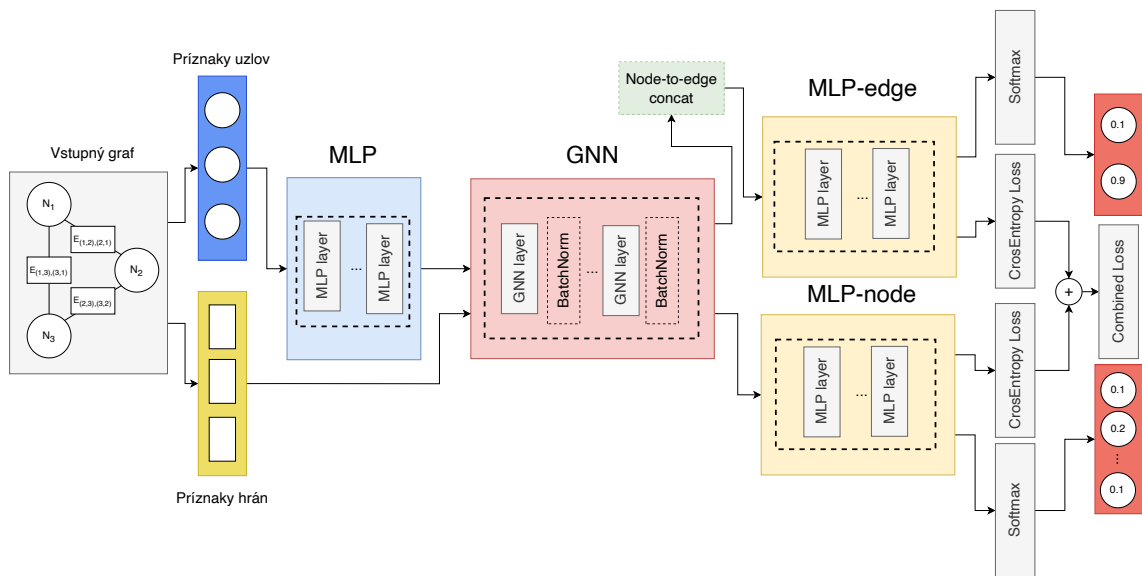 Vstupný graf
N1
E(1,2),(2,1)
N2
E(1,3),(3,1)
E(2,3),(3,2)
N3
Príznaky uzlov
Príznaky hrán
MLP
MLP layer
...
MLP layer
GNN
GNN layer
BatchNorm
...
GNN layer
BatchNorm
Node-to-edge
concat
MLP-edge
MLP layer
...
MLP layer
MLP-node
MLP layer
...
MLP layer
Softmax
CrosEntropy Loss
CrosEntropy Loss
Softmax
+
Combined Loss
0.1
0.9
0.1
0.2
...
0.1